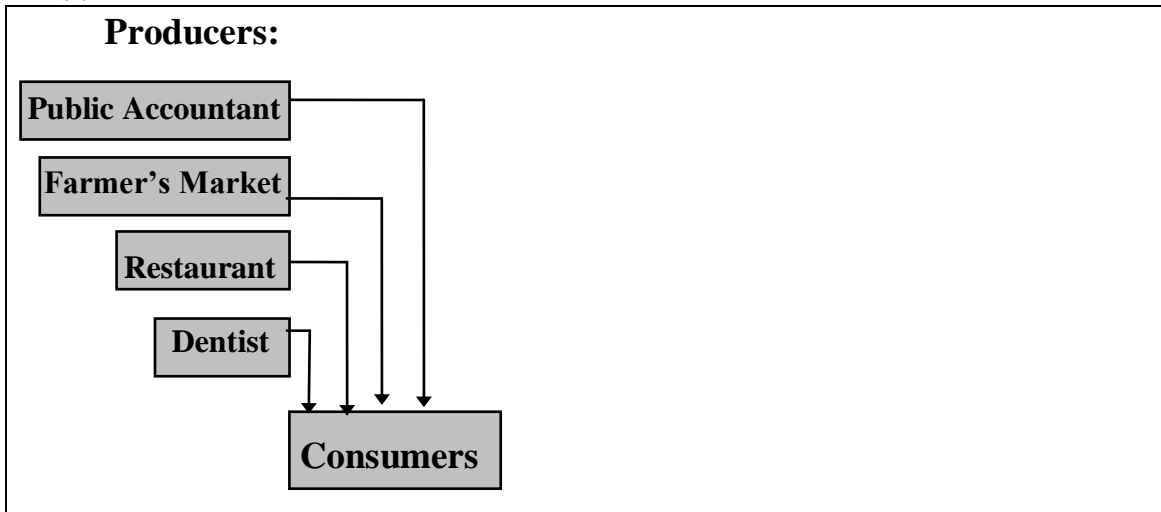 Producers:
Public Accountant
Farmer's Market
Restaurant
Dentist
Consumers